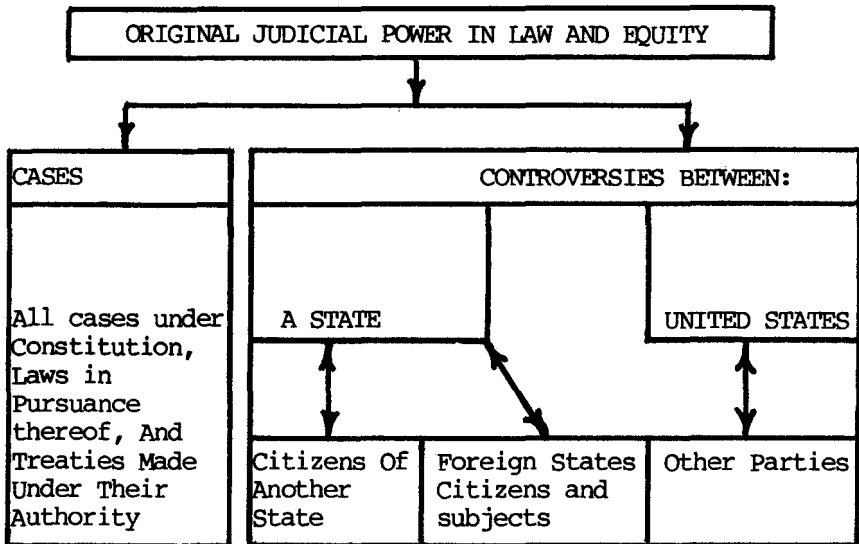 ORIGINAL JUDICIAL POWER IN LAW AND EQUITY
CASES
CONTROVERSIES BETWEEN:
All cases under
Constitution,
Laws in
Pursuance
thereof, And
Treaties Made
Under Their
Authority
A STATE
UNITED STATES
Citizens Of
Another
State
Foreign States
Citizens and
subjects
Other Parties